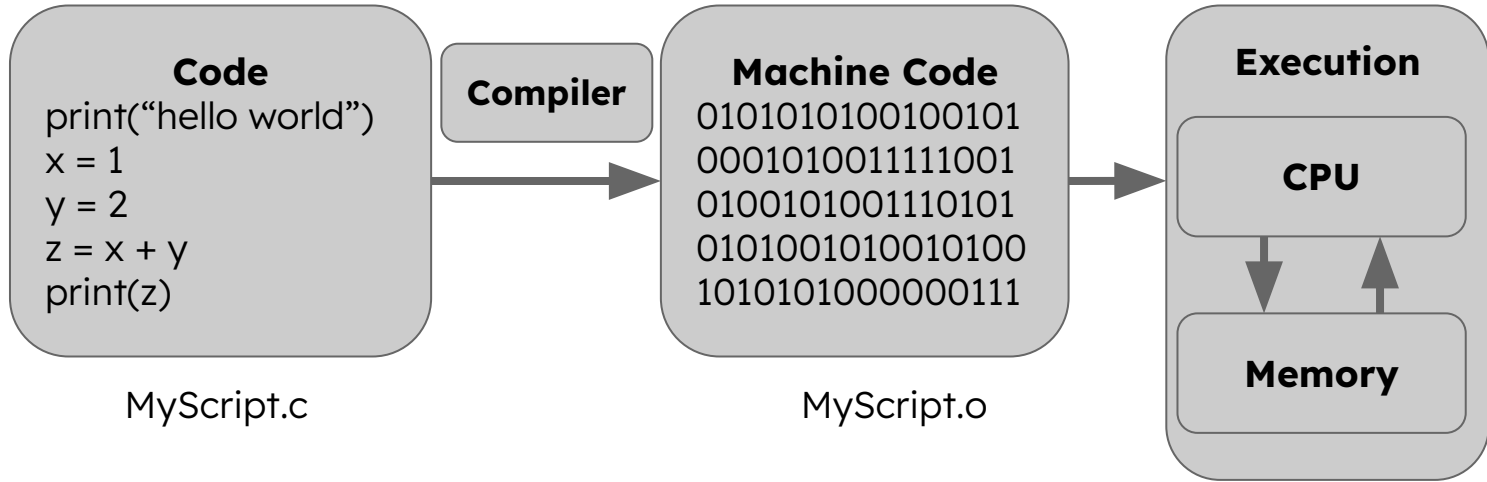 Code
print(“hello world”)
x = 1
y = 2
z = x + y
print(z)
MyScript.c
Compiler
Machine Code
0101010100100101
0001010011111001
0100101001110101
0101001010010100
1010101000000111
MyScript.o
Execution
CPU
Memory